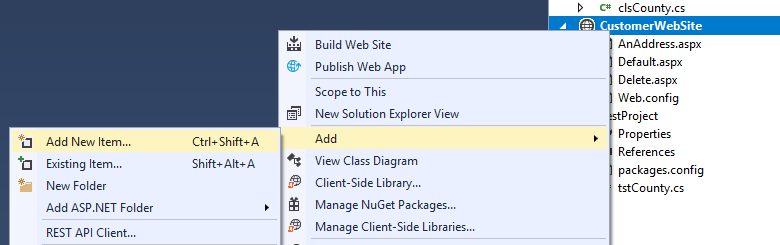 clsCounty.cs
CustomerWebSite
AnAddress.aspx
Default.aspx
Delete.aspx
Web.config
estProject
Properties
References
packages.config
tstCounty.cs
Build Web Site
Publish Web App
Scope to This
New Solution Explorer View
Add
View Class Diagram
Client-Side Library...
Manage NuGet Packages...
Manage Client-Side Libraries...
Add New Item... Ctrl+Shift+A
Existing Item... Shift+Alt+A
New Folder
Add ASP.NET Folder
REST API Client...